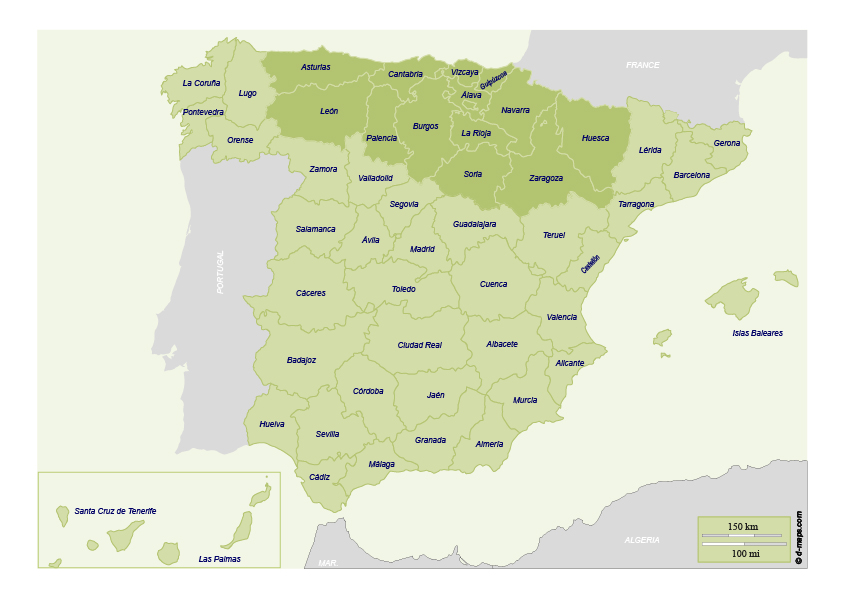 FRANCE
Asturias
Cantabria
Vizcaya
Guipúzcoa
La Coruña
Lugo
Álava
León
Navarra
Pontevedra
Burgos
La Rioja
Palencia
Huesca
Orense
Lérida
Gerona
Zamora
Valladolid
Soria
Zaragoza
Barcelona
Segovia
Tarragona
Salamanca
Ávila
Madrid
Guadalajara
Teruel
Castellón
PORTUGAL
Cáceres
Toledo
Cuenca
Valencia
Islas Baleares
Badajoz
Ciudad Real
Albacete
Alicante
Córdoba
Jaén
Murcia
Huelva
Sevilla
Granada
Almería
Málaga
Cádiz
Santa Cruz de Tenerife
Las Palmas
MAR.
ALGERIA
150 km
100 mi
© d-maps.com